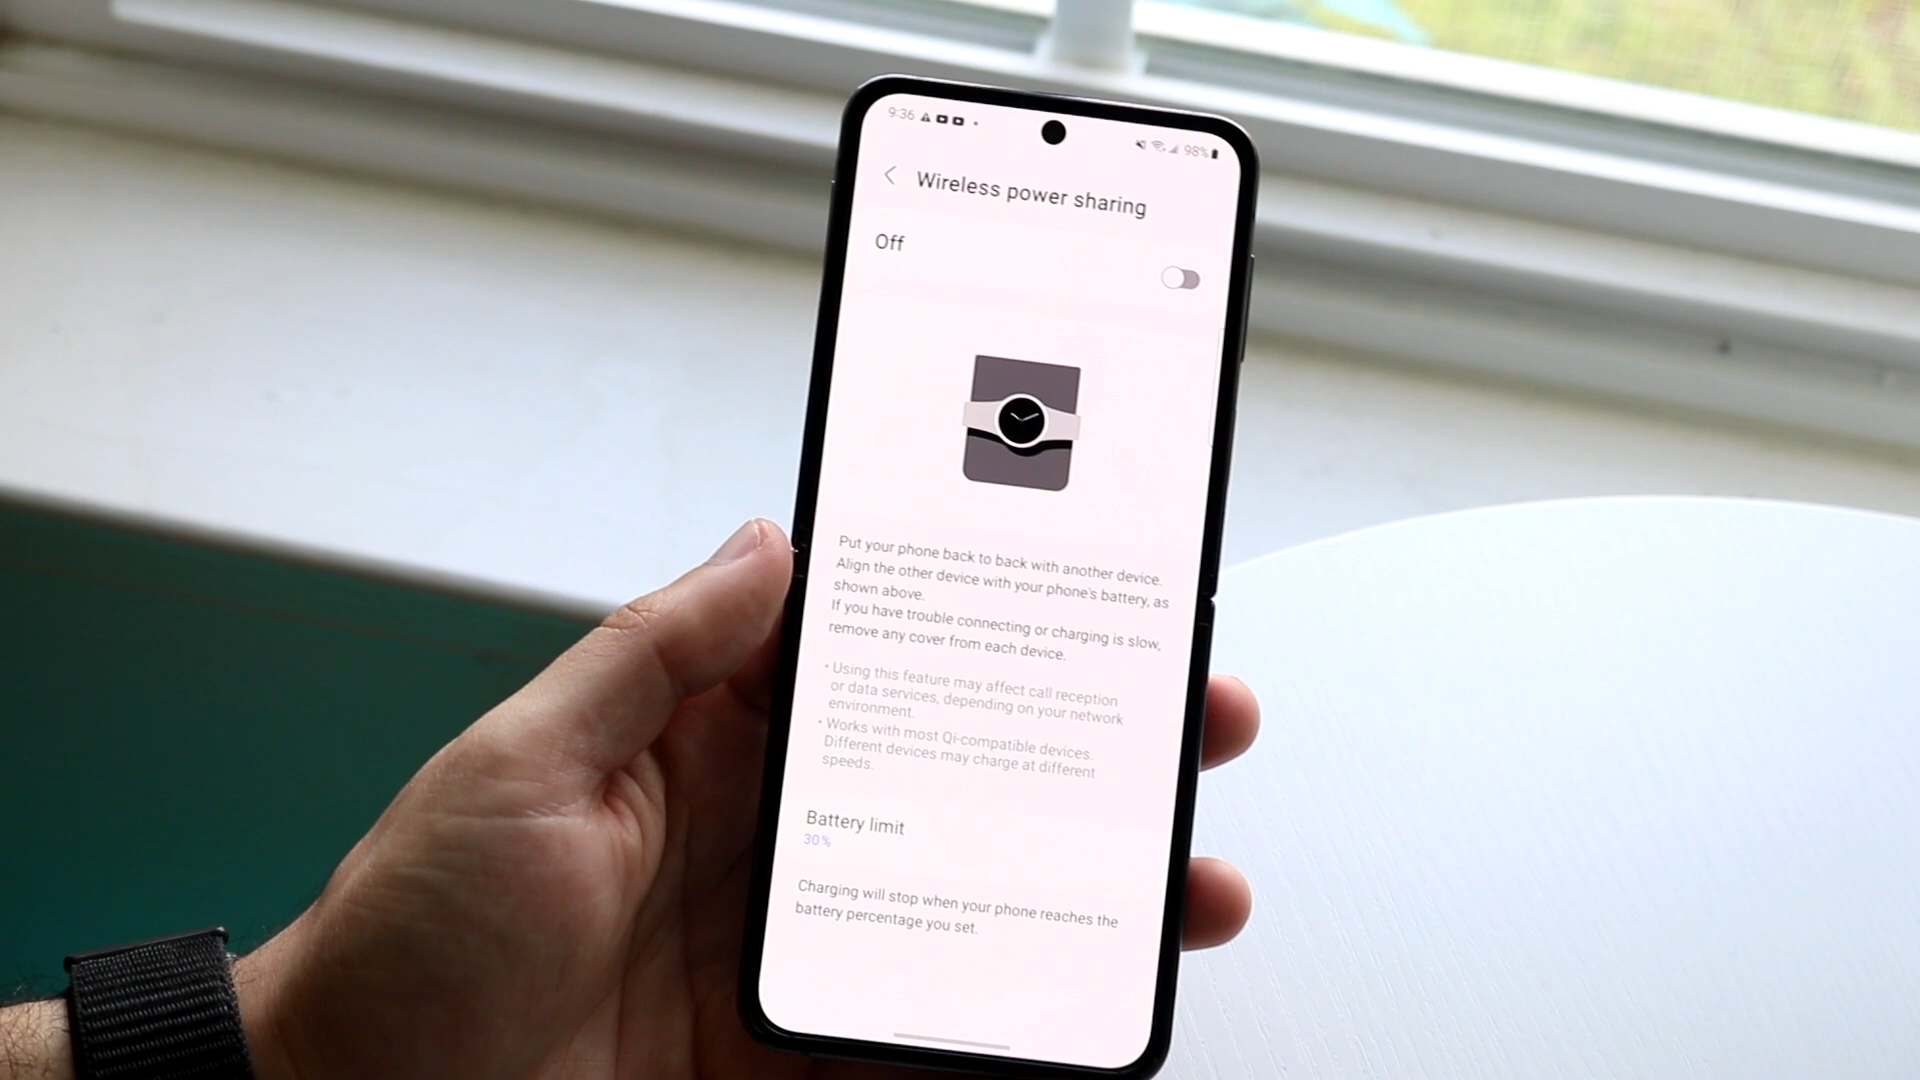 9:36
98%
Wireless power sharing
Off
Put your phone back to back with another device.
Align the other device with your phone's battery, as
shown above.
If you have trouble connecting or charging is slow,
remove any cover from each device.
• Using this feature may affect call reception
or data services, depending on your network
environment.
• Works with most Qi-compatible devices.
Different devices may charge at different
speeds.
Battery limit
30%
Charging will stop when your phone reaches the
battery percentage you set.